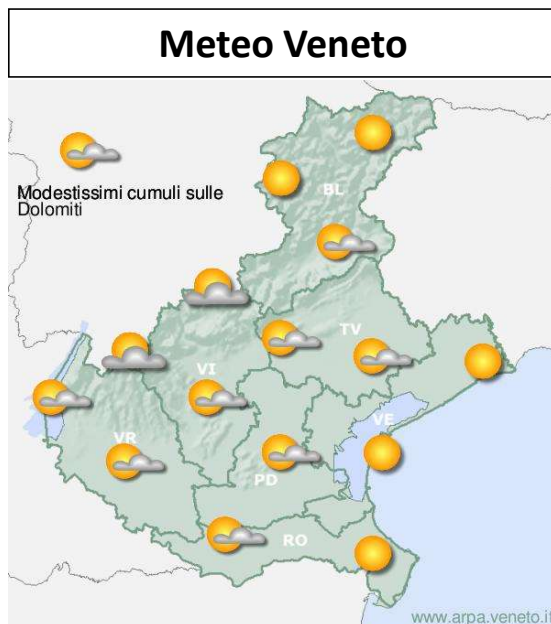 Meteo Veneto
Modestissimi cumuli sulle
Dolomiti
BL
TV
VI
VE
VR
PD
RO
www.arpa.veneto.it